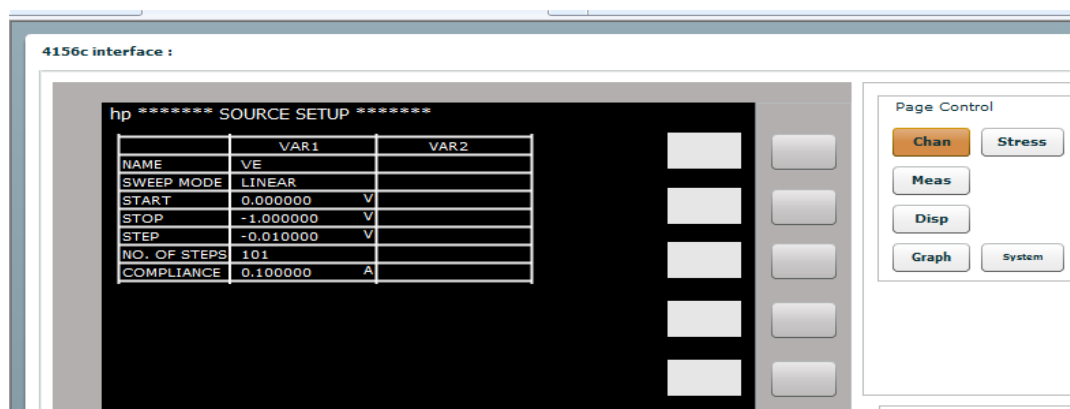 4156c interface :
hp ******* SOURCE SETUP *******
VAR1 VAR2
NAME VE
SWEEP MODE LINEAR
START 0.000000 V
STOP -1.000000 V
STEP -0.010000 V
NO. OF STEPS 101
COMPLIANCE 0.100000 A
Page Control
Chan Stress
Meas
Disp
Graph System